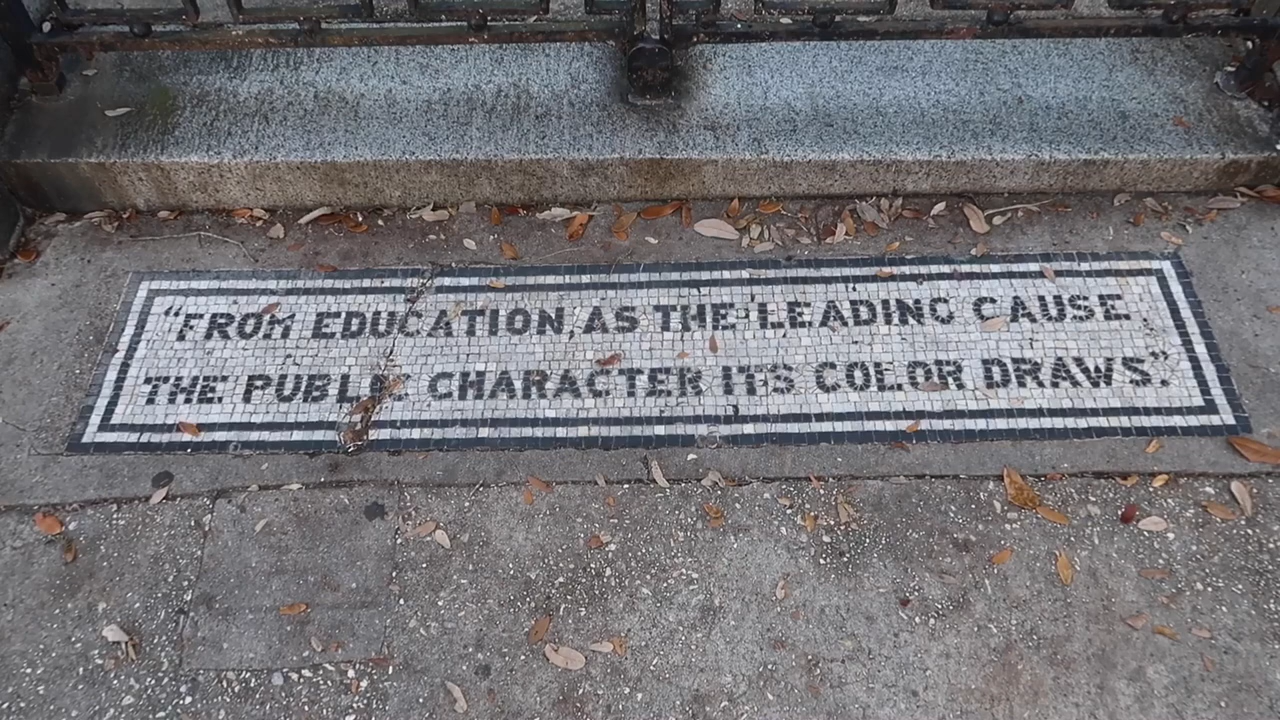 "FROM EDUCATION, AS THE LEADING CAUSE
THE PUBLIC CHARACTER ITS COLOR DRAWS".